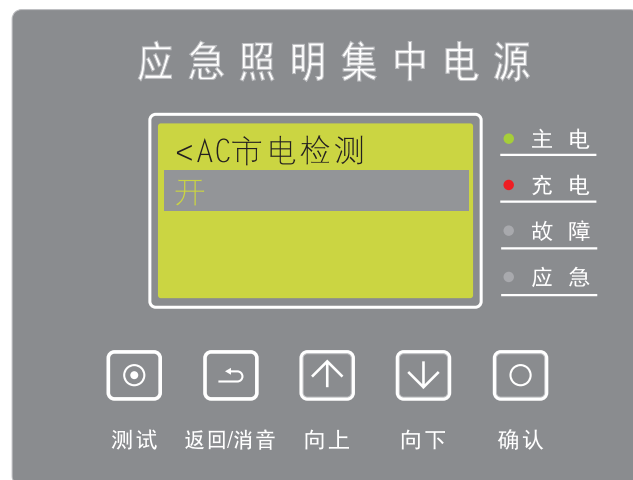 应急照明集中电源
<AC市电检测
开
主电
充电
故障
应急
测试 返回/消音 向上 向下 确认